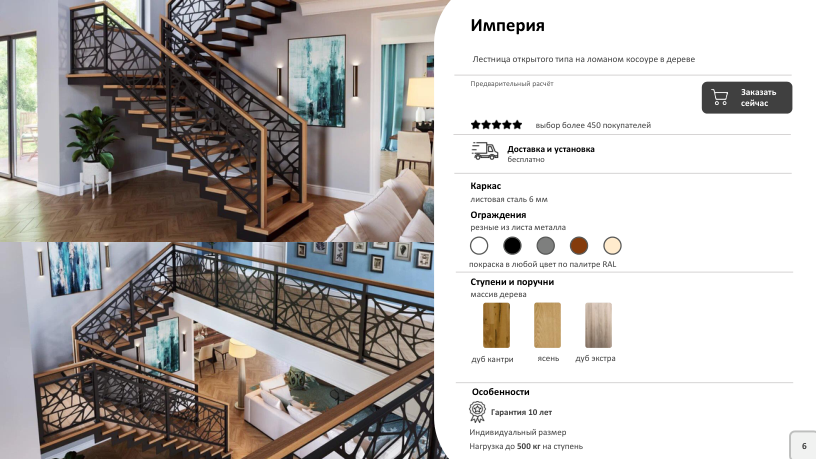 Империя
Лестница открытого типа на ломаном косоуре в дереве
Предварительный расчёт
Заказать
сейчас
выбор более 450 покупателей
Доставка и установка
бесплатно
Каркас
листовая сталь 6 мм
Ограждения
резные из листа металла
покраска в любой цвет по палитре RAL
Ступени и поручни
массив дерева
дуб кантри ясень дуб экстра
Особенности
Гарантия 10 лет
Индивидуальный размер
Нагрузка до 500 кг на ступень
6